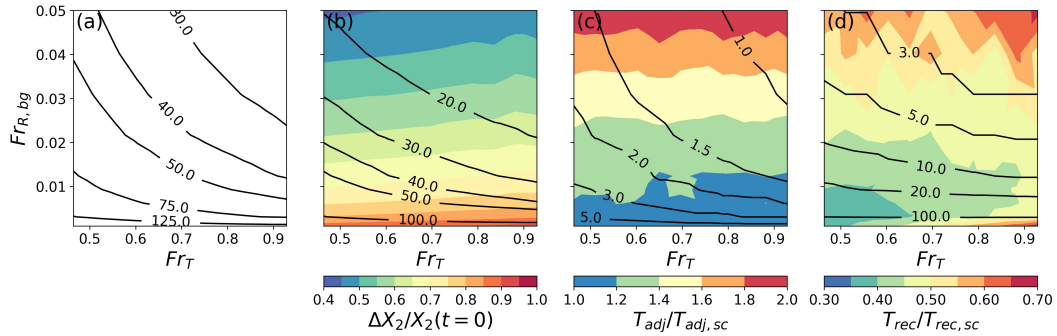 (a)
30.0
40.0
50.0
75.0
125.0
0.05
0.04
0.03
0.02
0.01
Fr_{R,bg}
0.5 0.6 0.7 0.8 0.9
Fr_T
(b)
20.0
30.0
40.0
50.0
100.0
0.5 0.6 0.7 0.8 0.9
Fr_T
0.4 0.5 0.6 0.7 0.8 0.9 1.0
ΔX_2/X_2(t = 0)
(c)
1.0
1.5
2.0
3.0
5.0
0.5 0.6 0.7 0.8 0.9
Fr_T
1.0 1.2 1.4 1.6 1.8 2.0
T_{adj}/T_{adj,sc}
(d)
3.0
5.0
10.0
20.0
100.0
0.5 0.6 0.7 0.8 0.9
Fr_T
0.30 0.40 0.50 0.60 0.70
T_{rec}/T_{rec,sc}